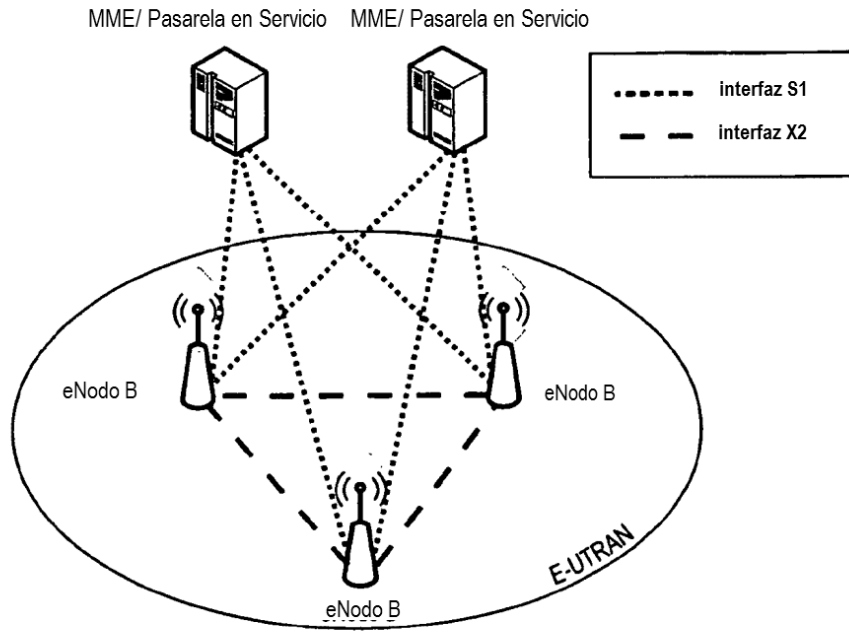 MME/ Pasarela en Servicio
MME/ Pasarela en Servicio
interfaz S1
interfaz X2
eNodo B
eNodo B
eNodo B
E-UTRAN